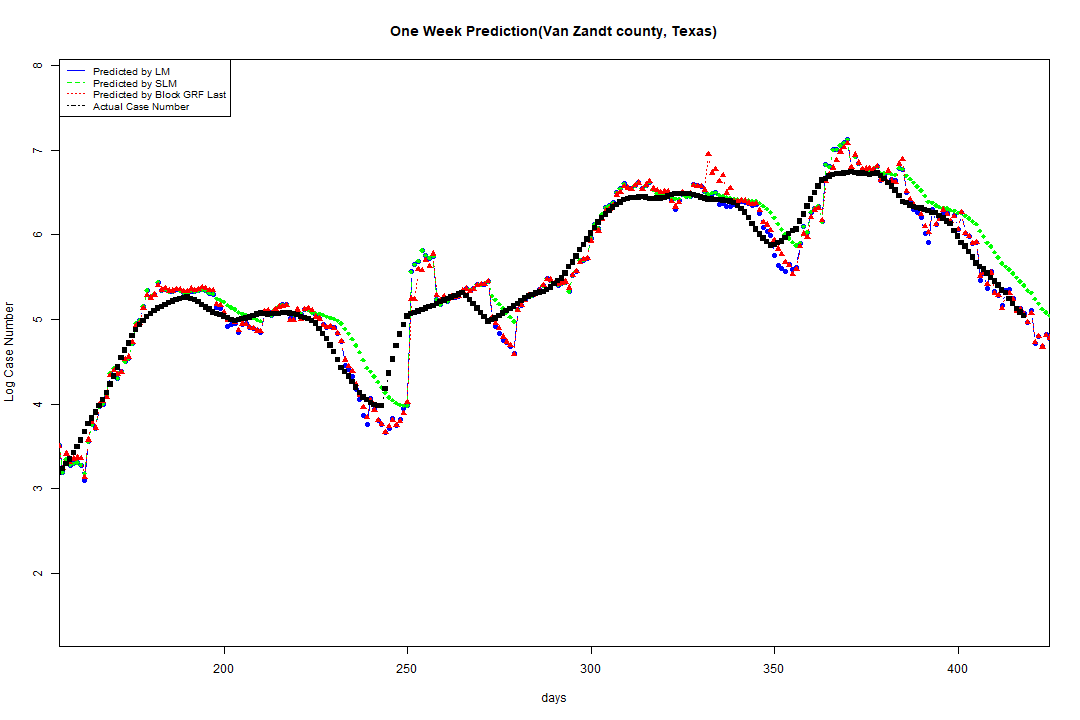 One Week Prediction(Van Zandt county, Texas)
Predicted by LM
Predicted by SLM
Predicted by Block GRF Last
Actual Case Number
8
7
6
5
4
3
2
Log Case Number
200 250 300 350 400
days